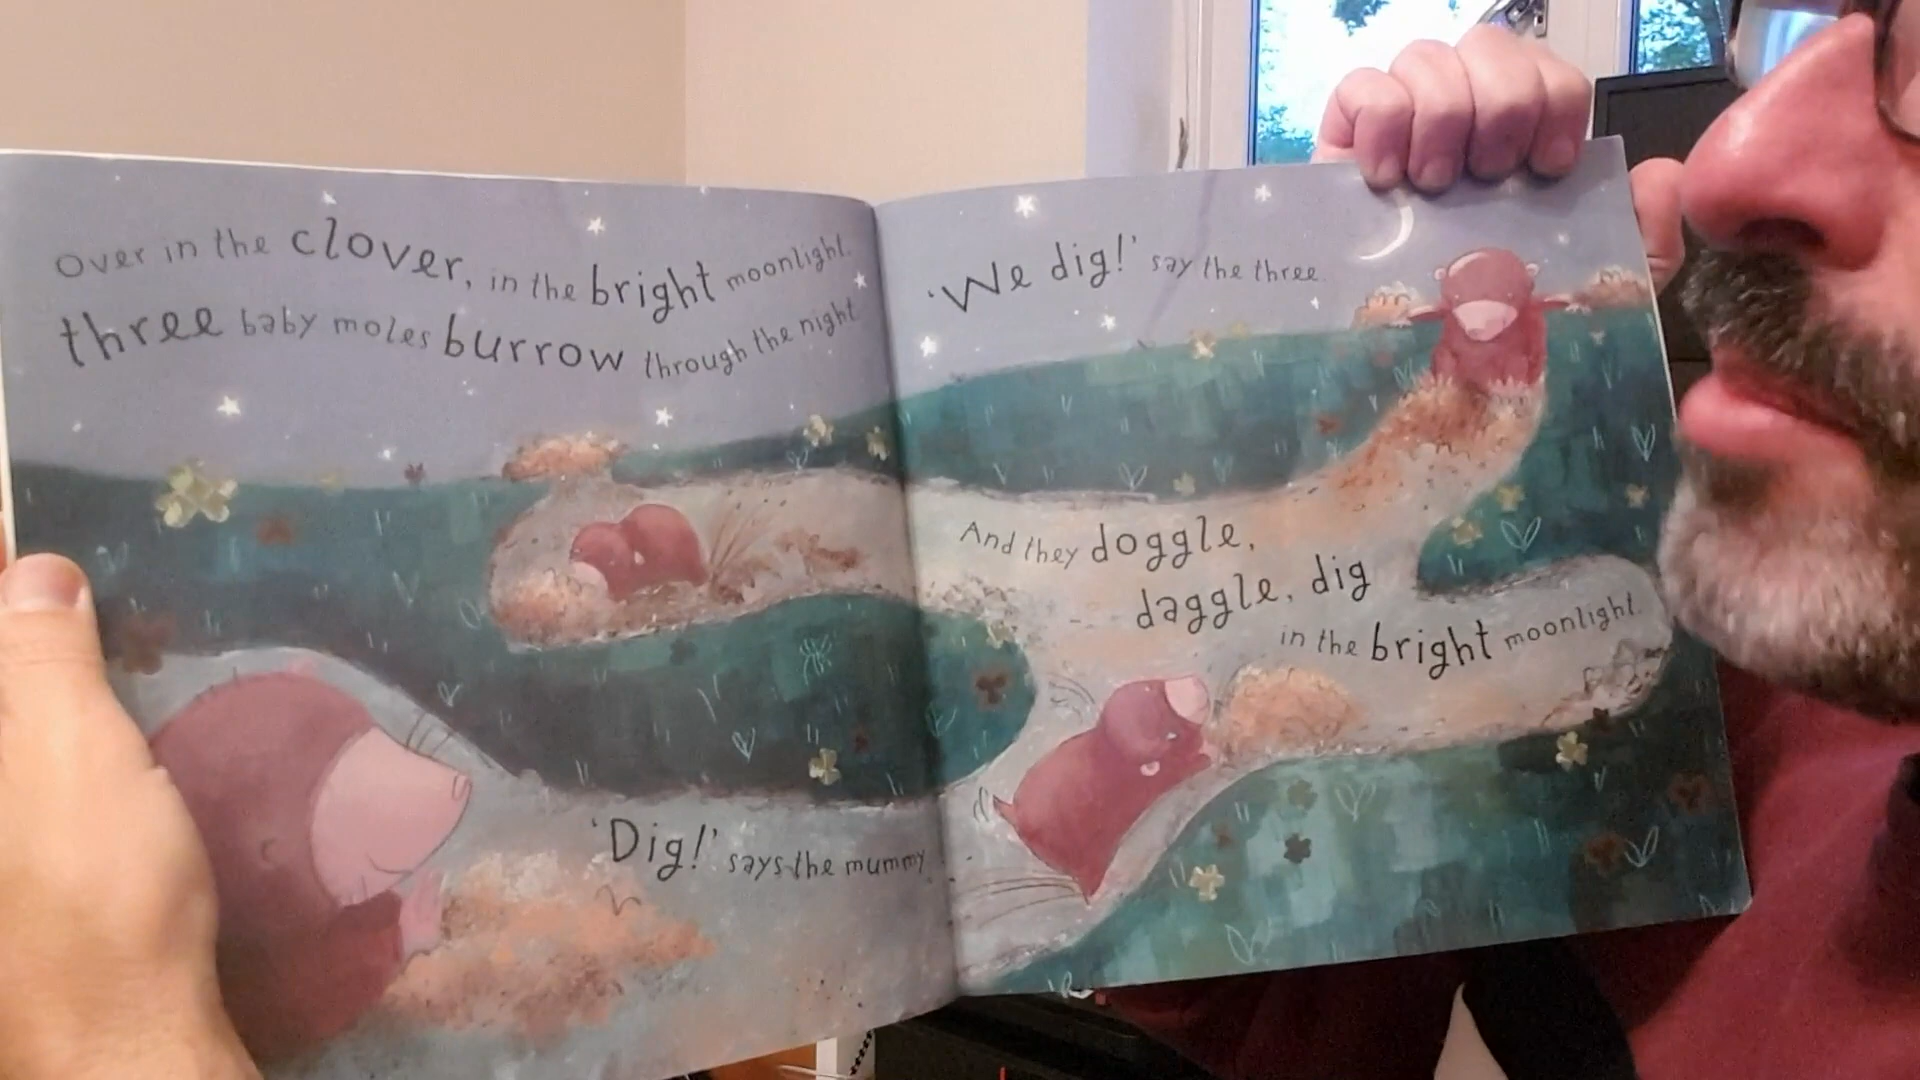 Over in the clover, in the bright moonlight.
three baby moles burrow through the night
'Dig!' says the mummy.
'We dig!' say the three.
And they doggle,
daggle, dig
in the bright moonlight.